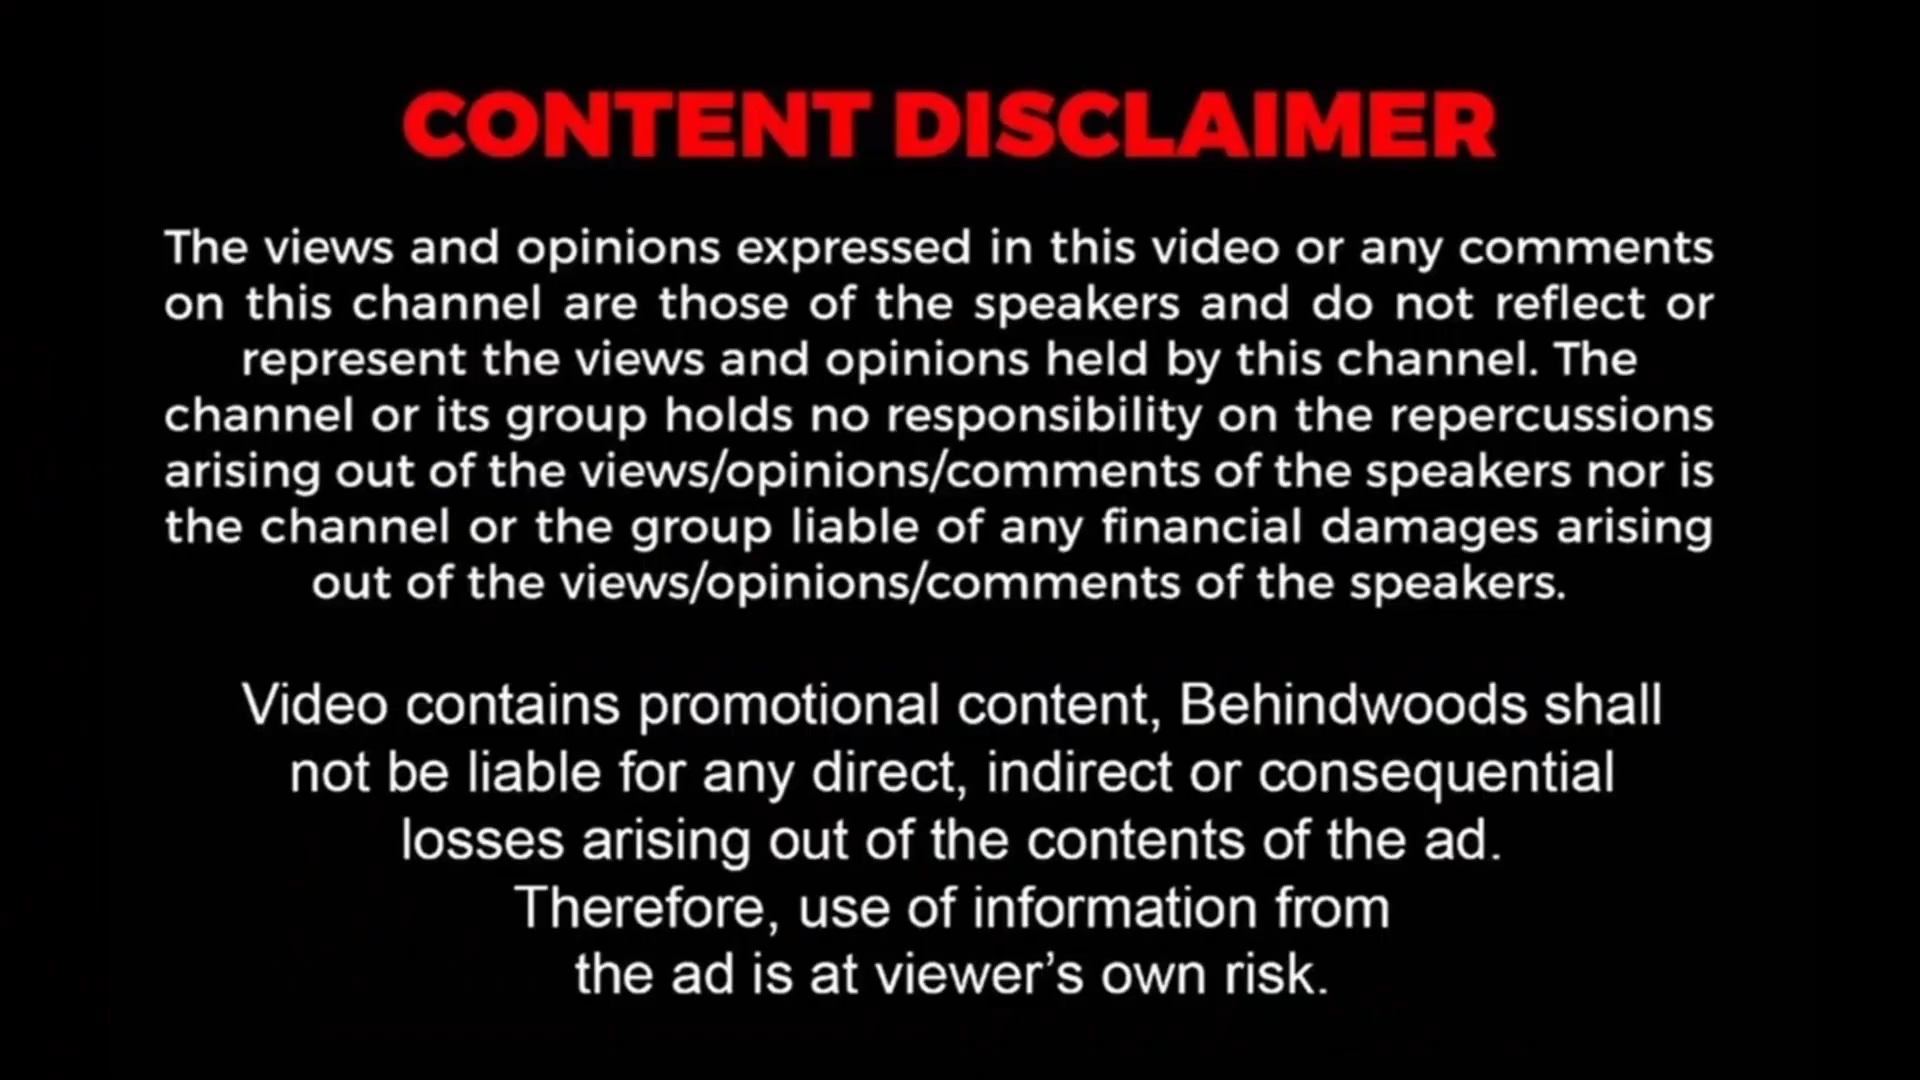 CONTENT DISCLAIMER
The views and opinions expressed in this video or any comments
on this channel are those of the speakers and do not reflect or
represent the views and opinions held by this channel. The
channel or its group holds no responsibility on the repercussions
arising out of the views/opinions/comments of the speakers nor is
the channel or the group liable of any financial damages arising
out of the views/opinions/comments of the speakers.
Video contains promotional content, Behindwoods shall
not be liable for any direct, indirect or consequential
losses arising out of the contents of the ad.
Therefore, use of information from
the ad is at viewer’s own risk.